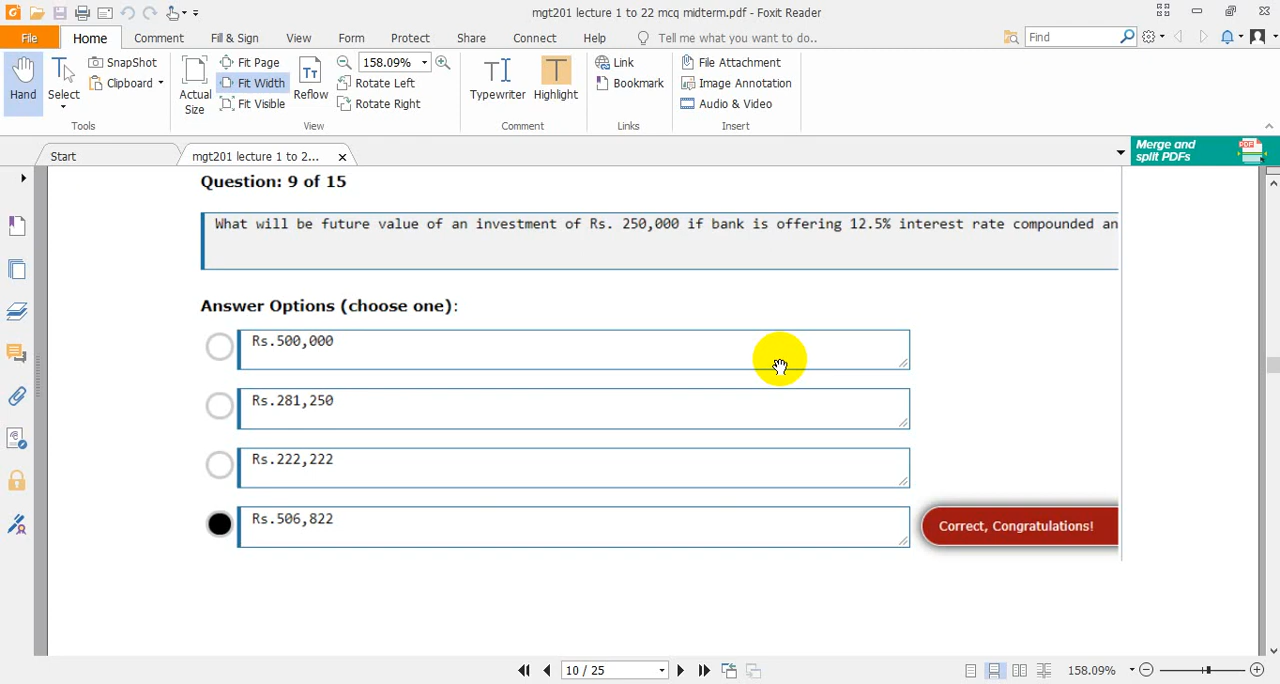 mgt201 lecture 1 to 22 mcq midterm.pdf - Foxit Reader
File Home Comment Fill & Sign View Form Protect Share Connect Help Tell me what you want to do.. Find
Hand
Select
SnapShot
Clipboard
Tools
Actual Size
Fit Page
Fit Width
Fit Visible
Reflow
158.09%
Rotate Left
Rotate Right
View
Typewriter
Highlight
Comment
Link
Bookmark
Links
File Attachment
Image Annotation
Audio & Video
Insert
Start
mgt201 lecture 1 to 2...
Merge and
split PDFs
PDF
Question: 9 of 15
What will be future value of an investment of Rs. 250,000 if bank is offering 12.5% interest rate compounded an
Answer Options (choose one):
Rs.500,000
Rs.281,250
Rs.222,222
Rs.506,822
Correct, Congratulations!
10 / 25
158.09%